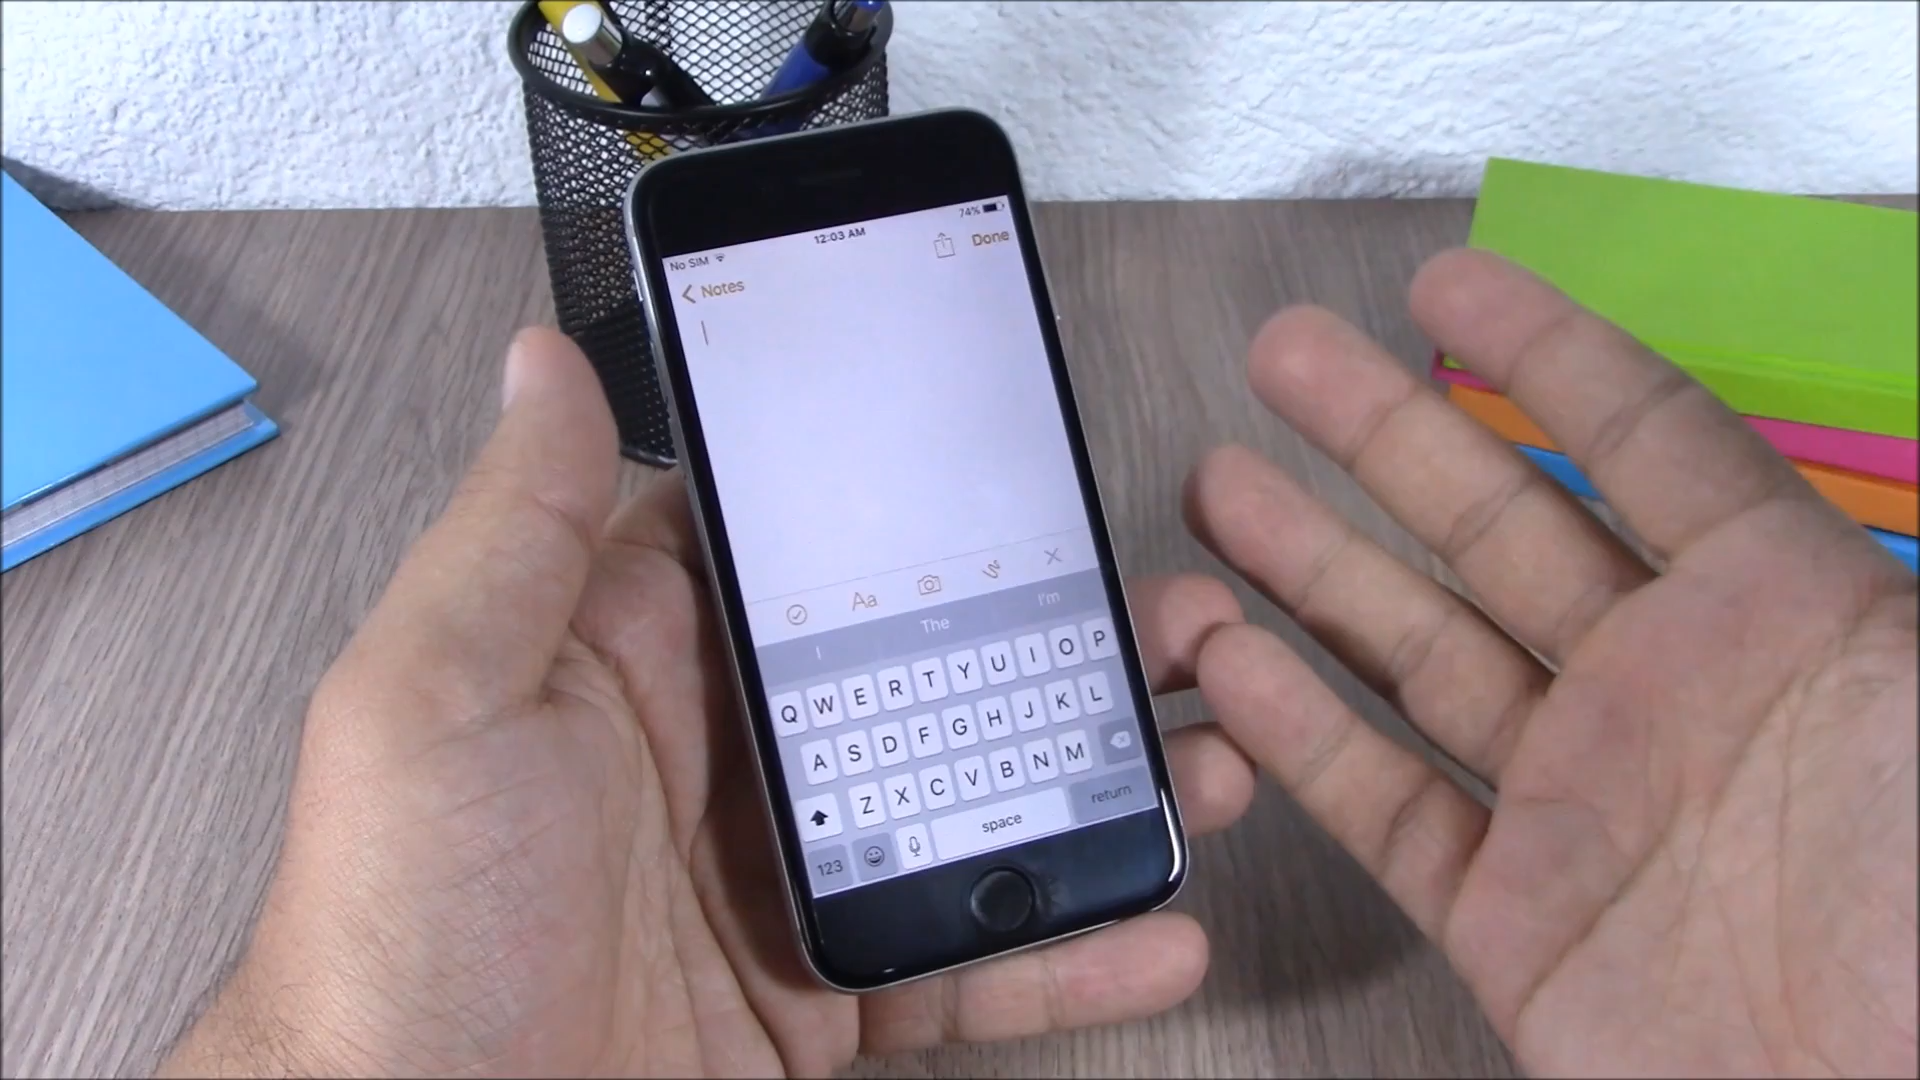 No SIM 12:03 AM 74%
Notes Done
Aa
I The I'm
Q W E R T Y U I O P
A S D F G H J K L
Z X C V B N M
123 space return